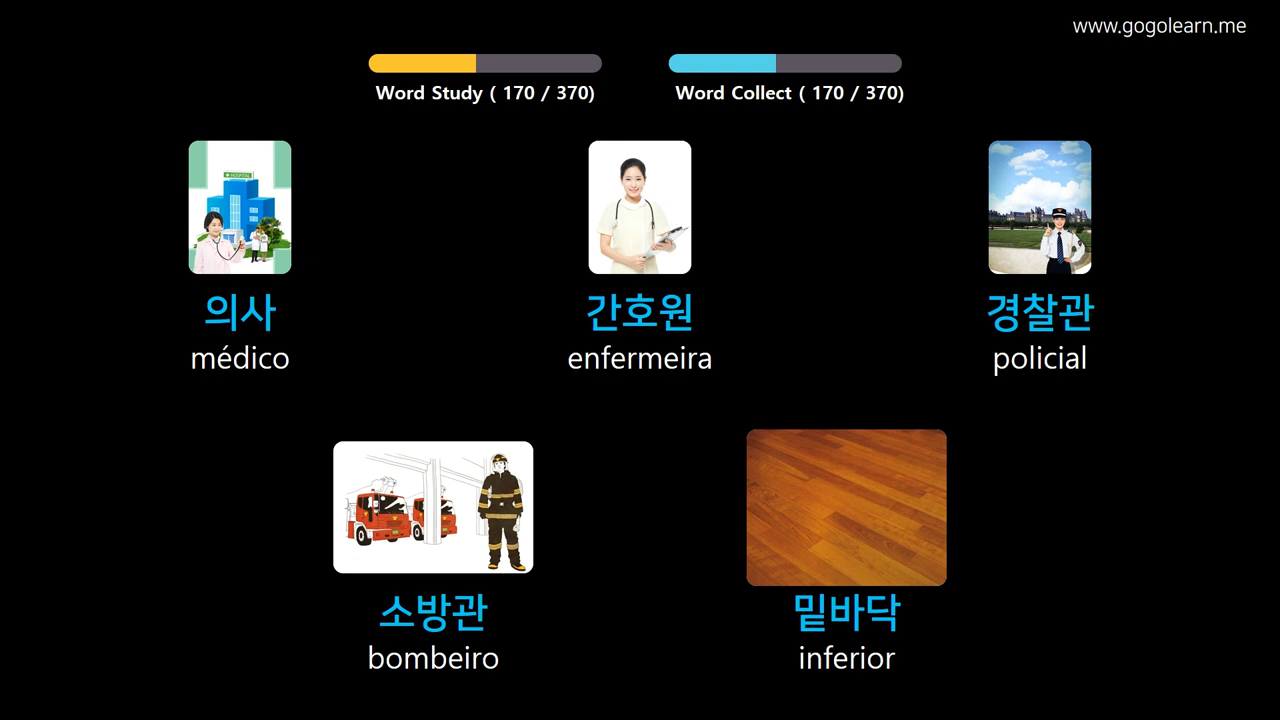 www.gogolearn.me
Word Study ( 170 / 370)
Word Collect ( 170 / 370)
HOSPITAL
의사
médico
간호원
enfermeira
경찰관
policial
소방관
bombeiro
밑바닥
inferior